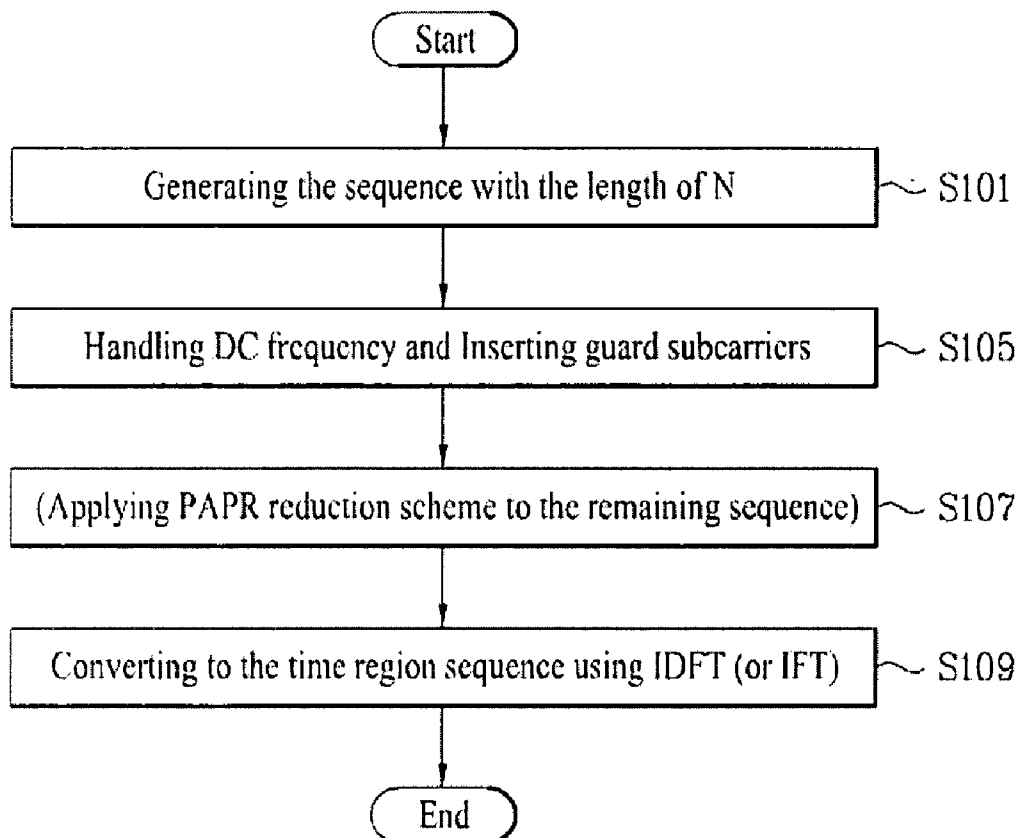 Start
Generating the sequence with the length of N
S101
Handling DC frequency and Inserting guard subcarriers
S105
(Applying PAPR reduction scheme to the remaining sequence)
S107
Converting to the time region sequence using IDFT (or IFT)
S109
End